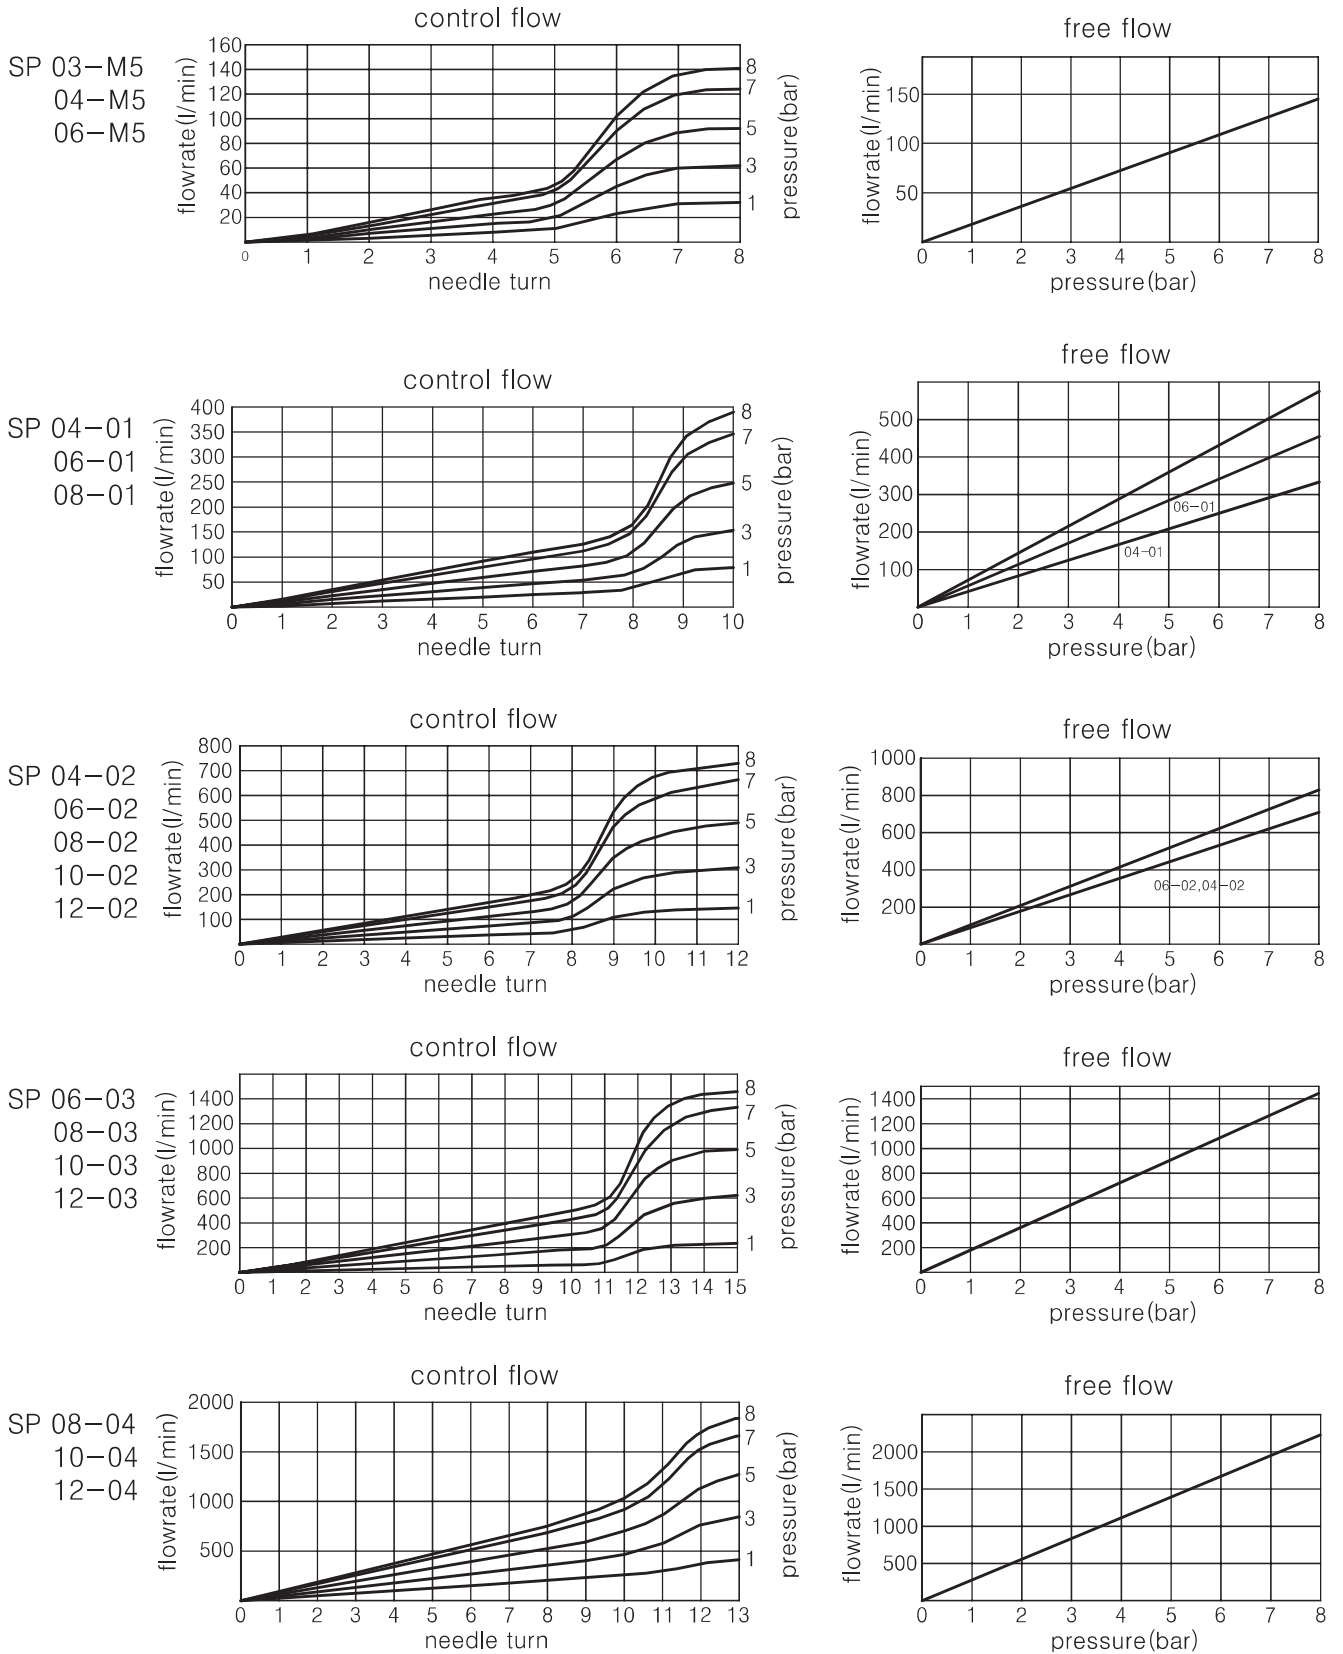 control flow
SP 03-M5
04-M5
06-M5
flowrate(l/min)
160
140
120
100
80
60
40
20
0 1 2 3 4 5 6 7 8
needle turn
8
7
5
3
1
pressure(bar)
free flow
flowrate(l/min)
150
100
50
0 1 2 3 4 5 6 7 8
pressure(bar)
control flow
SP 04-01
06-01
08-01
flowrate(l/min)
400
350
300
250
200
150
100
50
0 1 2 3 4 5 6 7 8 9 10
needle turn
8
7
5
3
1
pressure(bar)
free flow
flowrate(l/min)
500
400
300
200
100
06-01
04-01
0 1 2 3 4 5 6 7 8
pressure(bar)
control flow
SP 04-02
06-02
08-02
10-02
12-02
flowrate(l/min)
800
700
600
500
400
300
200
100
0 1 2 3 4 5 6 7 8 9 10 11 12
needle turn
8
7
5
3
1
pressure(bar)
free flow
flowrate(l/min)
1000
800
600
400
200
06-02,04-02
0 1 2 3 4 5 6 7 8
pressure(bar)
control flow
SP 06-03
08-03
10-03
12-03
flowrate(l/min)
1400
1200
1000
800
600
400
200
0 1 2 3 4 5 6 7 8 9 10 11 12 13 14 15
needle turn
8
7
5
3
1
pressure(bar)
free flow
flowrate(l/min)
1400
1200
1000
800
600
400
200
0 1 2 3 4 5 6 7 8
pressure(bar)
control flow
SP 08-04
10-04
12-04
flowrate(l/min)
2000
1500
1000
500
0 1 2 3 4 5 6 7 8 9 10 11 12 13
needle turn
8
7
5
3
1
pressure(bar)
free flow
flowrate(l/min)
2000
1500
1000
500
0 1 2 3 4 5 6 7 8
pressure(bar)